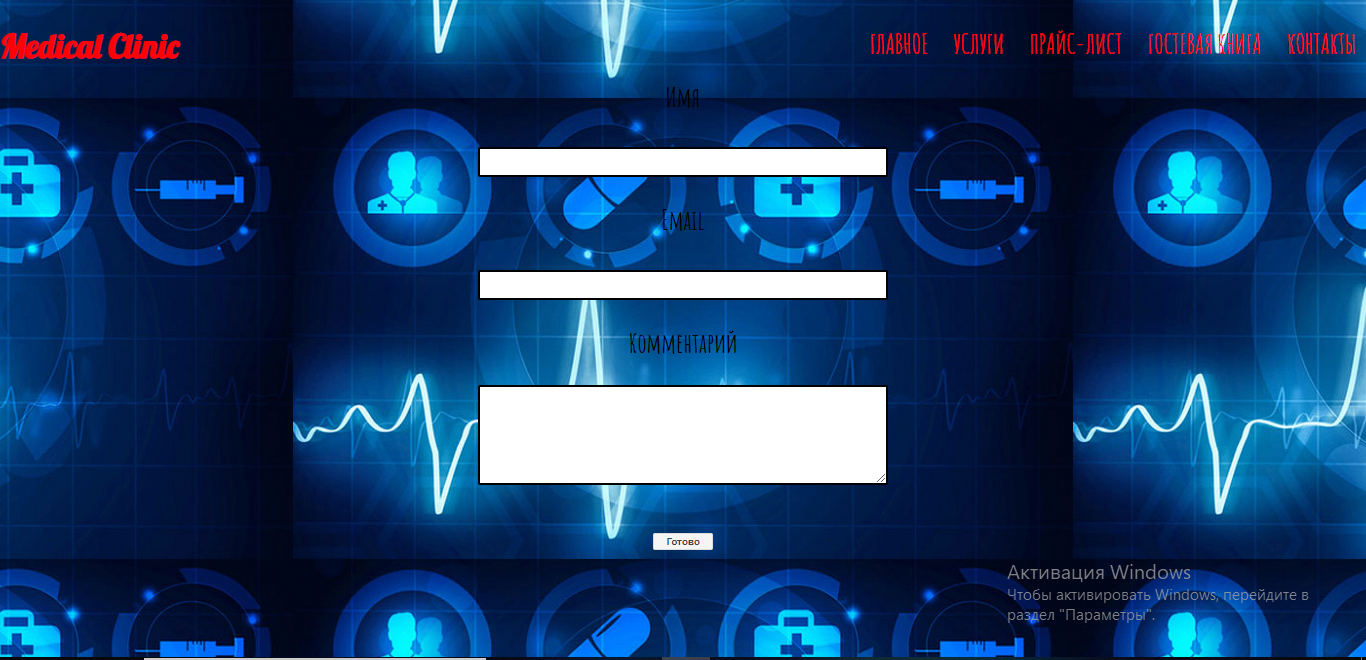 Medical Clinic
ГЛАВНОЕ УСЛУГИ ПРАЙС-ЛИСТ ГОСТЕВАЯ КНИГА КОНТАКТЫ
Имя
Email
Комментарий
Готово
Активация Windows
Чтобы активировать Windows, перейдите в
раздел "Параметры".